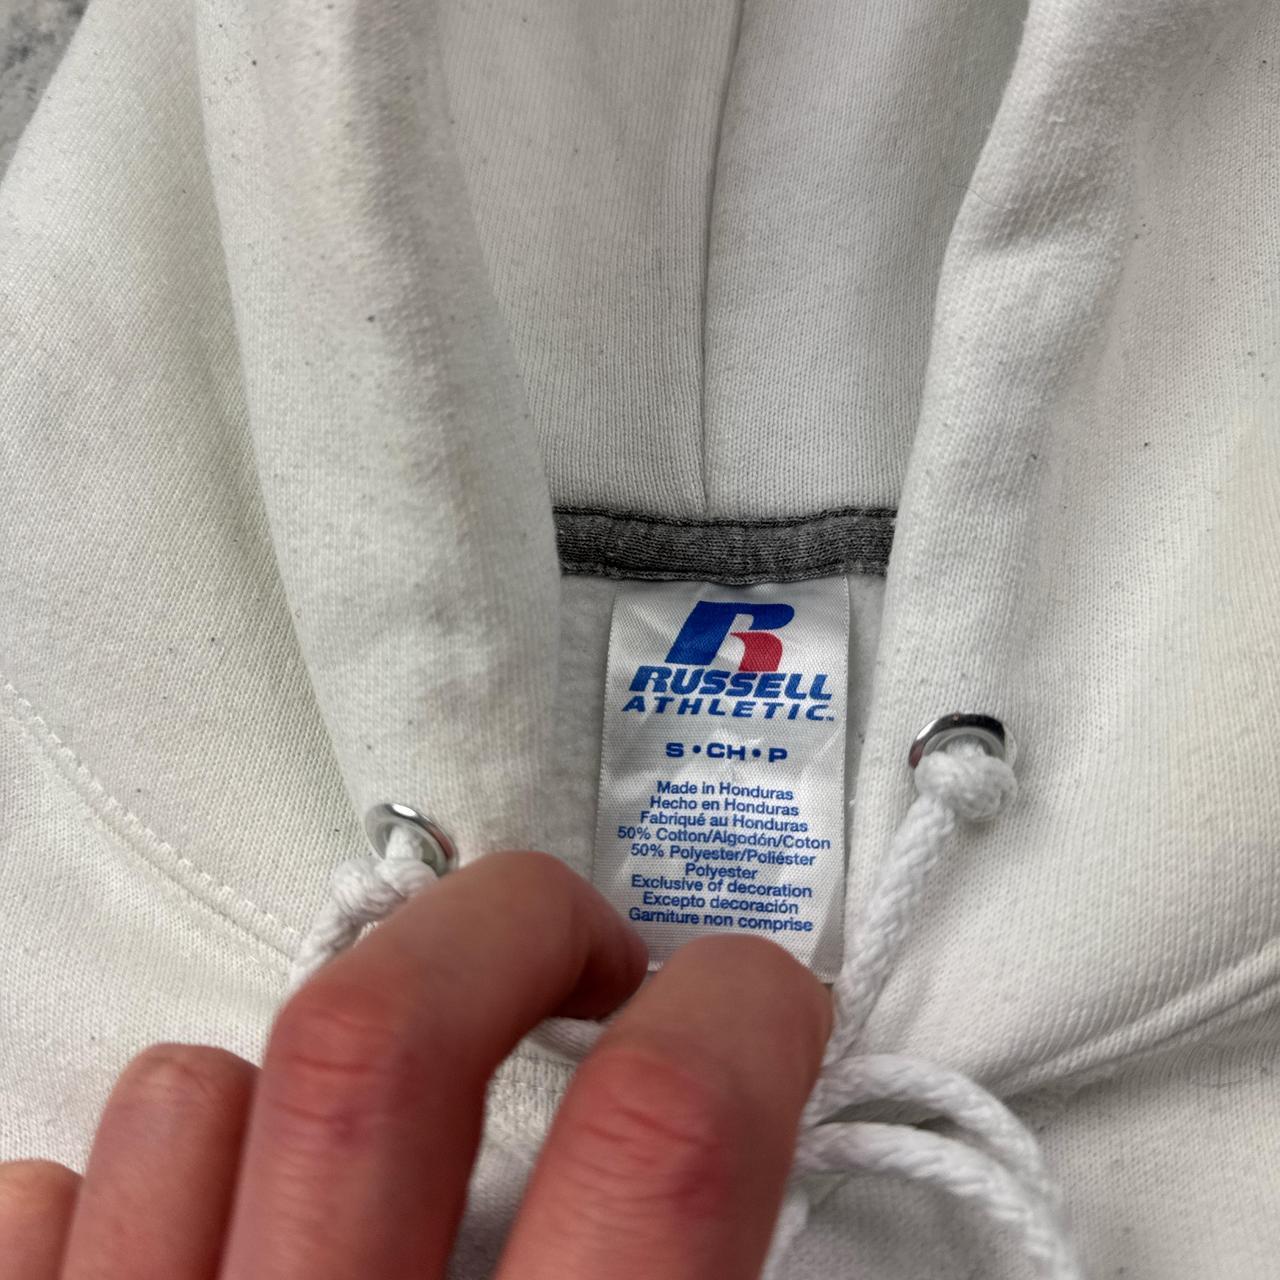 RUSSELL
ATHLETIC™
S • CH • P
Made in Honduras
Hecho en Honduras
Fabriqué au Honduras
50% Cotton/Algodón/Coton
50% Polyester/Poliéster
Polyester
Exclusive of decoration
Excepto decoración
Garniture non comprise